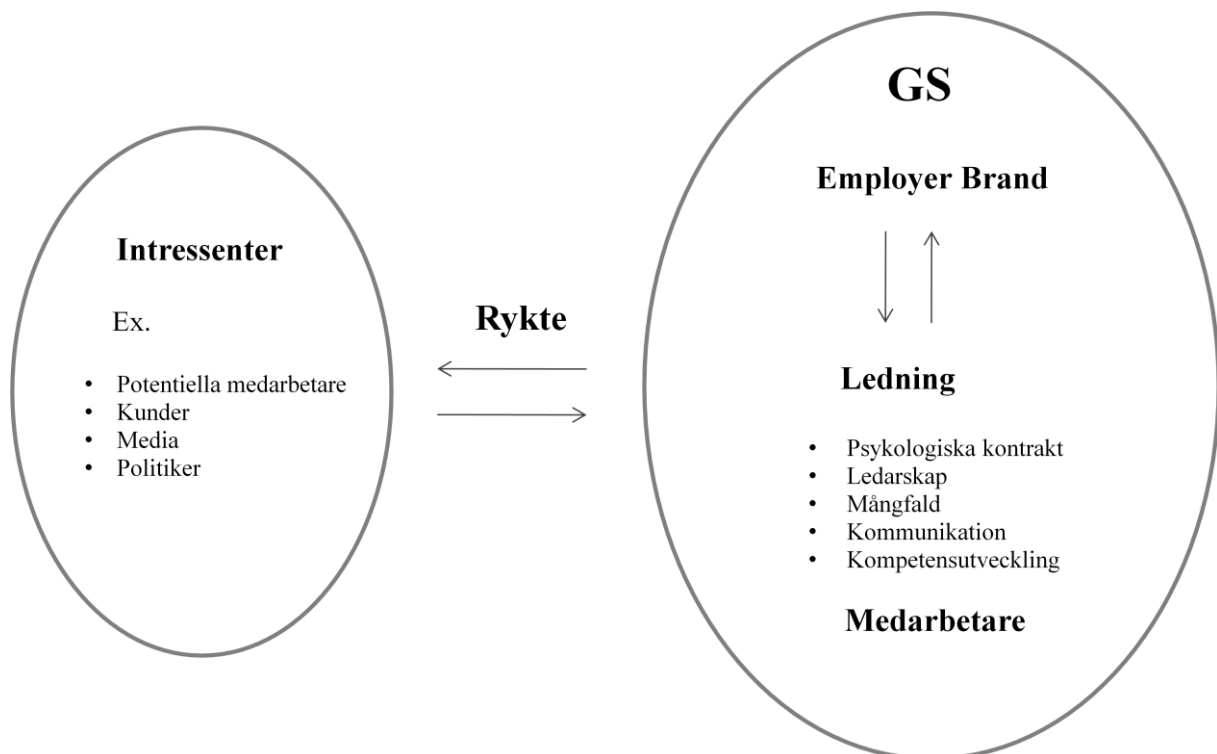 Intressenter
Ex.
• Potentiella medarbetare
• Kunder
• Media
• Politiker
Rykte
GS
Employer Brand
Ledning
• Psykologiska kontrakt
• Ledarskap
• Mångfald
• Kommunikation
• Kompetensutveckling
Medarbetare